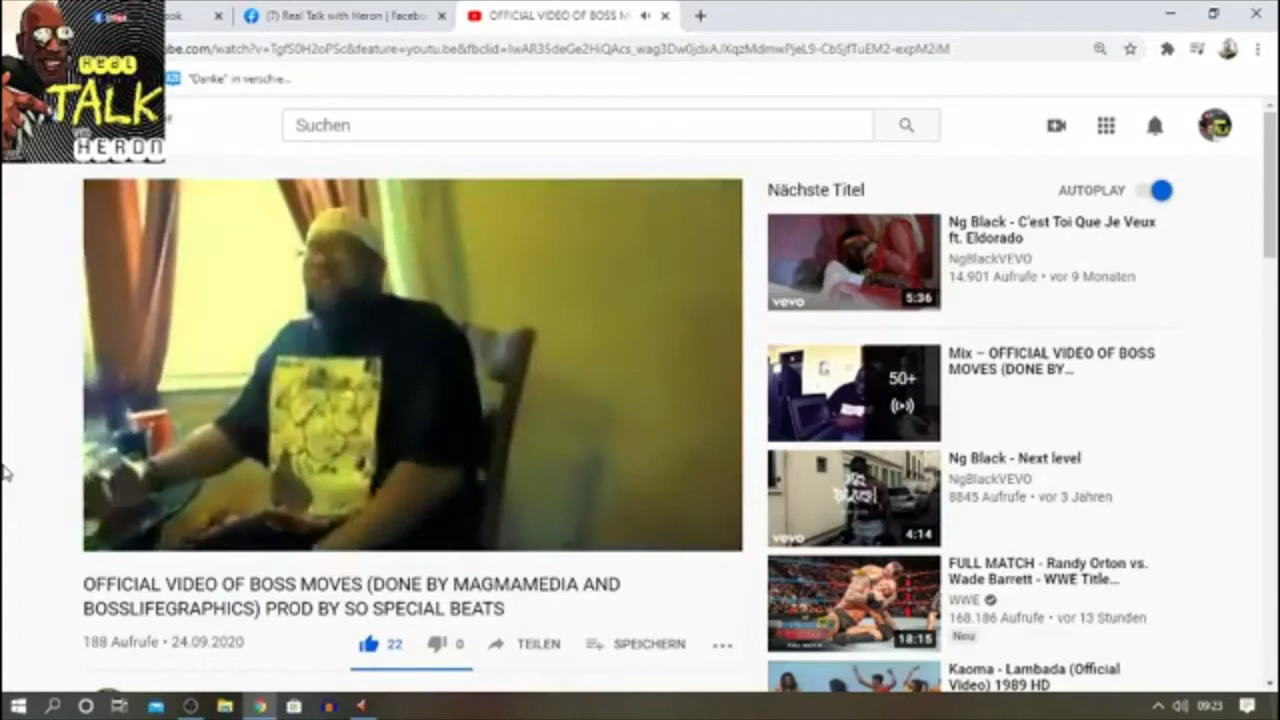 ook
(7) Real Talk with Heron | Facebo
OFFICIAL VIDEO OF BOSS M
"Danke" in verschie...
REAL
TALK
WITH
HERON
Suchen
Nächste Titel
AUTOPLAY
Ng Black - C'est Toi Que Je Veux
ft. Eldorado
NgBlackVEVO
14.901 Aufrufe • vor 9 Monaten
5:36
vevo
Mix – OFFICIAL VIDEO OF BOSS
MOVES (DONE BY...
50+
Ng Black - Next level
NgBlackVEVO
8845 Aufrufe • vor 3 Jahren
4:14
vevo
FULL MATCH - Randy Orton vs.
Wade Barrett - WWE Title...
WWE
168.186 Aufrufe • vor 13 Stunden
Neu
18:15
Kaoma - Lambada (Official
Video) 1989 HD
OFFICIAL VIDEO OF BOSS MOVES (DONE BY MAGMAMEDIA AND
BOSSLIFEGRAPHICS) PROD BY SO SPECIAL BEATS
188 Aufrufe • 24.09.2020
22
0
TEILEN
SPEICHERN
09:23